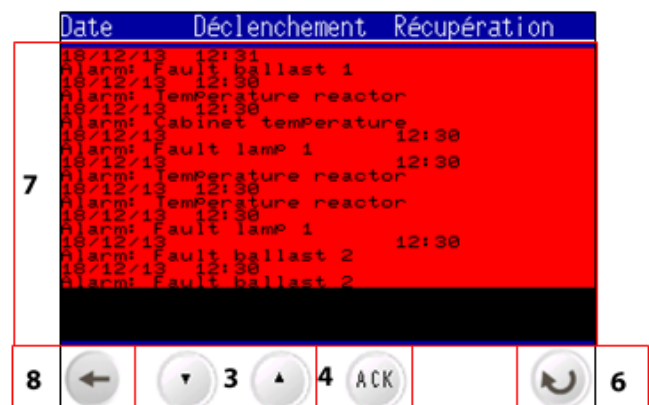 Date Déclenchement Récupération
18/12/13 12:31
Alarm: Fault ballast 1
18/12/13 12:30
Alarm: Temperature reactor
18/12/13 12:30
Alarm: Cabinet temperature
18/12/13 12:30
Alarm: Fault lamp 1
18/12/13 12:30
Alarm: Temperature reactor
18/12/13 12:30
Alarm: Temperature reactor
18/12/13 12:30
Alarm: Fault lamp 1
18/12/13 12:30
Alarm: Fault ballast 2
18/12/13 12:30
Alarm: Fault ballast 2
7
8 3 4 ACK 6